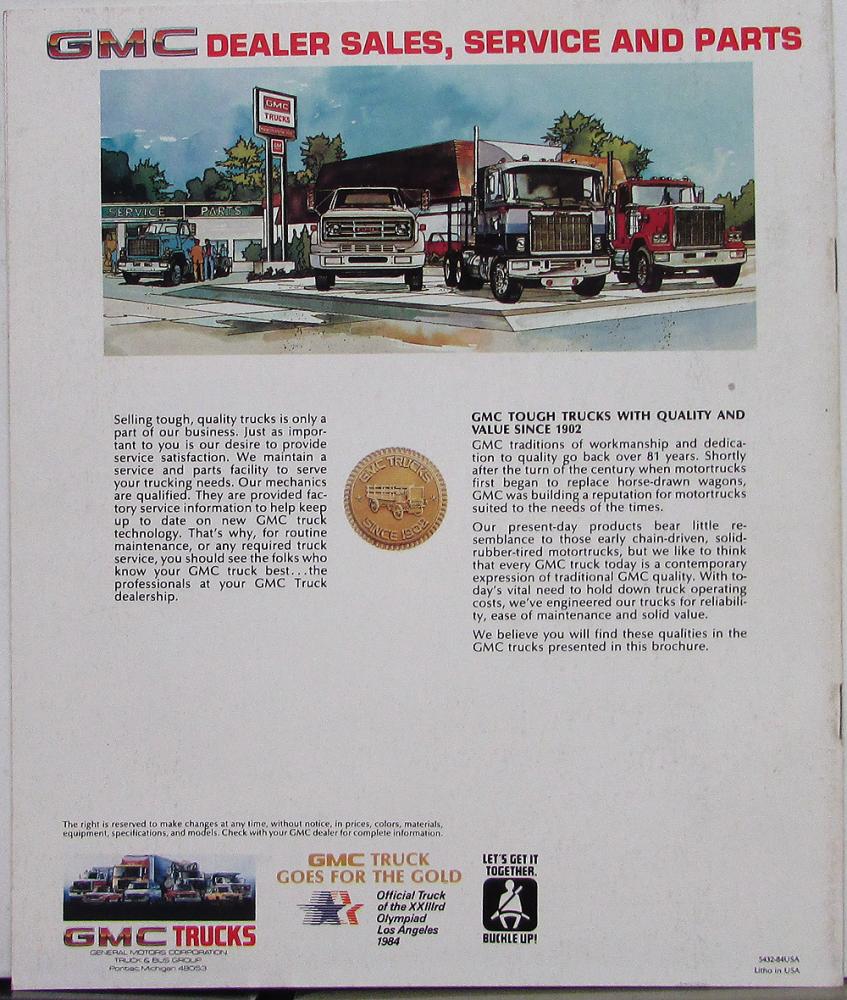 GMC DEALER SALES, SERVICE AND PARTS
GMC
TRUCKS
SERVICE PARTS
Selling tough, quality trucks is only a
part of our business. Just as impor-
tant to you is our desire to provide
service satisfaction. We maintain a
service and parts facility to serve
your trucking needs. Our mechanics
are qualified. They are provided fac-
tory service information to help keep
up to date on new GMC truck
technology. That's why, for routine
maintenance, or any required truck
service, you should see the folks who
know your GMC truck best...the
professionals at your GMC Truck
dealership.
GMC TRUCKS
SINCE 1902
GMC TOUGH TRUCKS WITH QUALITY AND
VALUE SINCE 1902
GMC traditions of workmanship and dedica-
tion to quality go back over 81 years. Shortly
after the turn of the century when motortrucks
first began to replace horse-drawn wagons,
GMC was building a reputation for motortrucks
suited to the needs of the times.
Our present-day products bear little re-
semblance to those early chain-driven, solid-
rubber-tired motortrucks, but we like to think
that every GMC truck today is a contemporary
expression of traditional GMC quality. With to-
day's vital need to hold down truck operating
costs, we've engineered our trucks for reliabili-
ty, ease of maintenance and solid value.
We believe you will find these qualities in the
GMC trucks presented in this brochure.
The right is reserved to make changes at any time, without notice, in prices, colors, materials,
equipment, specifications, and models. Check with your GMC dealer for complete information.
GMC TRUCKS
GENERAL MOTORS CORPORATION
TRUCK & BUS GROUP
Pontiac Michigan 48053
GMC TRUCK
GOES FOR THE GOLD
Official Truck
of the XXIIIrd
Olympiad
Los Angeles
1984
LET'S GET IT
TOGETHER.
BUCKLE UP!
5432-84USA
Litho in USA